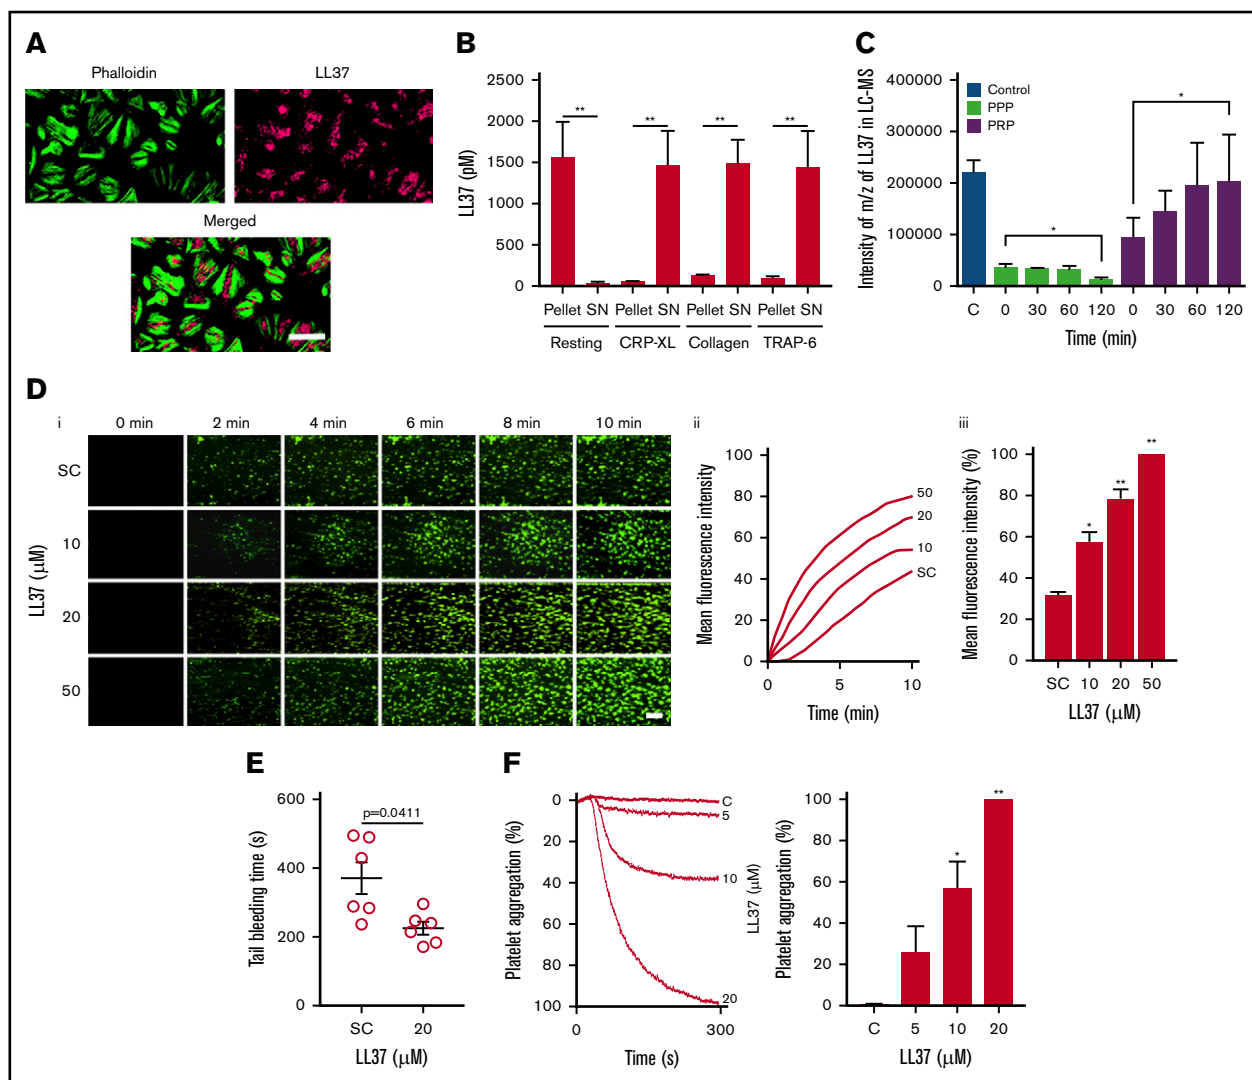 A
Phalloidin
LL37
Merged
B
LL37 (pM)
2500
2000
1500
1000
500
0
**
**
**
**
Pellet SN Pellet SN Pellet SN Pellet SN
Resting CRP-XL Collagen TRAP-6
C
Intensity of m/z of LL37 in LC-MS
400000
300000
200000
100000
0
Control
PPP
PRP
*
*
C 0 30 60 120 0 30 60 120
Time (min)
D
i
0 min 2 min 4 min 6 min 8 min 10 min
LL37 (μM)
SC
10
20
50
ii
Mean fluorescence intensity
100
80
60
40
20
0
50
20
10
SC
0 5 10
Time (min)
iii
Mean fluorescence intensity (%)
100
80
60
40
20
0
*
**
**
SC 10 20 50
LL37 (μM)
E
Tail bleeding time (s)
600
400
200
0
p=0.0411
SC 20
LL37 (μM)
F
Platelet aggregation (%)
0
20
40
60
80
100
C
5
10
20
LL37 (μM)
0 300
Time (s)
Platelet aggregation (%)
100
80
60
40
20
0
*
**
C 5 10 20
LL37 (μM)